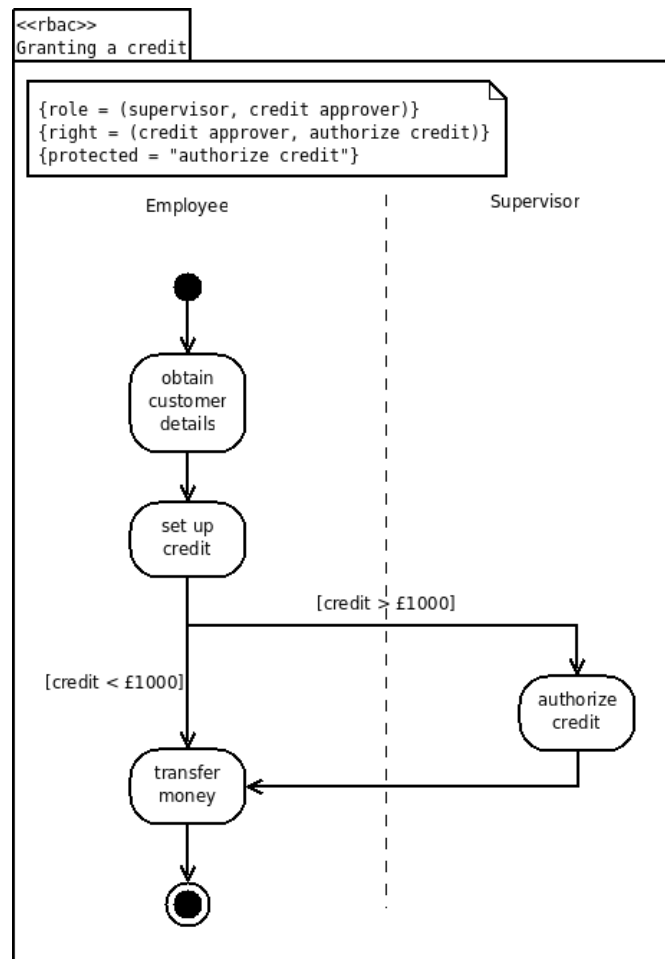 <<rbac>>
Granting a credit
{role = (supervisor, credit approver)}
{right = (credit approver, authorize credit)}
{protected = "authorize credit"}
Employee
Supervisor
obtain
customer
details
set up
credit
[credit > £1000]
[credit < £1000]
authorize
credit
transfer
money